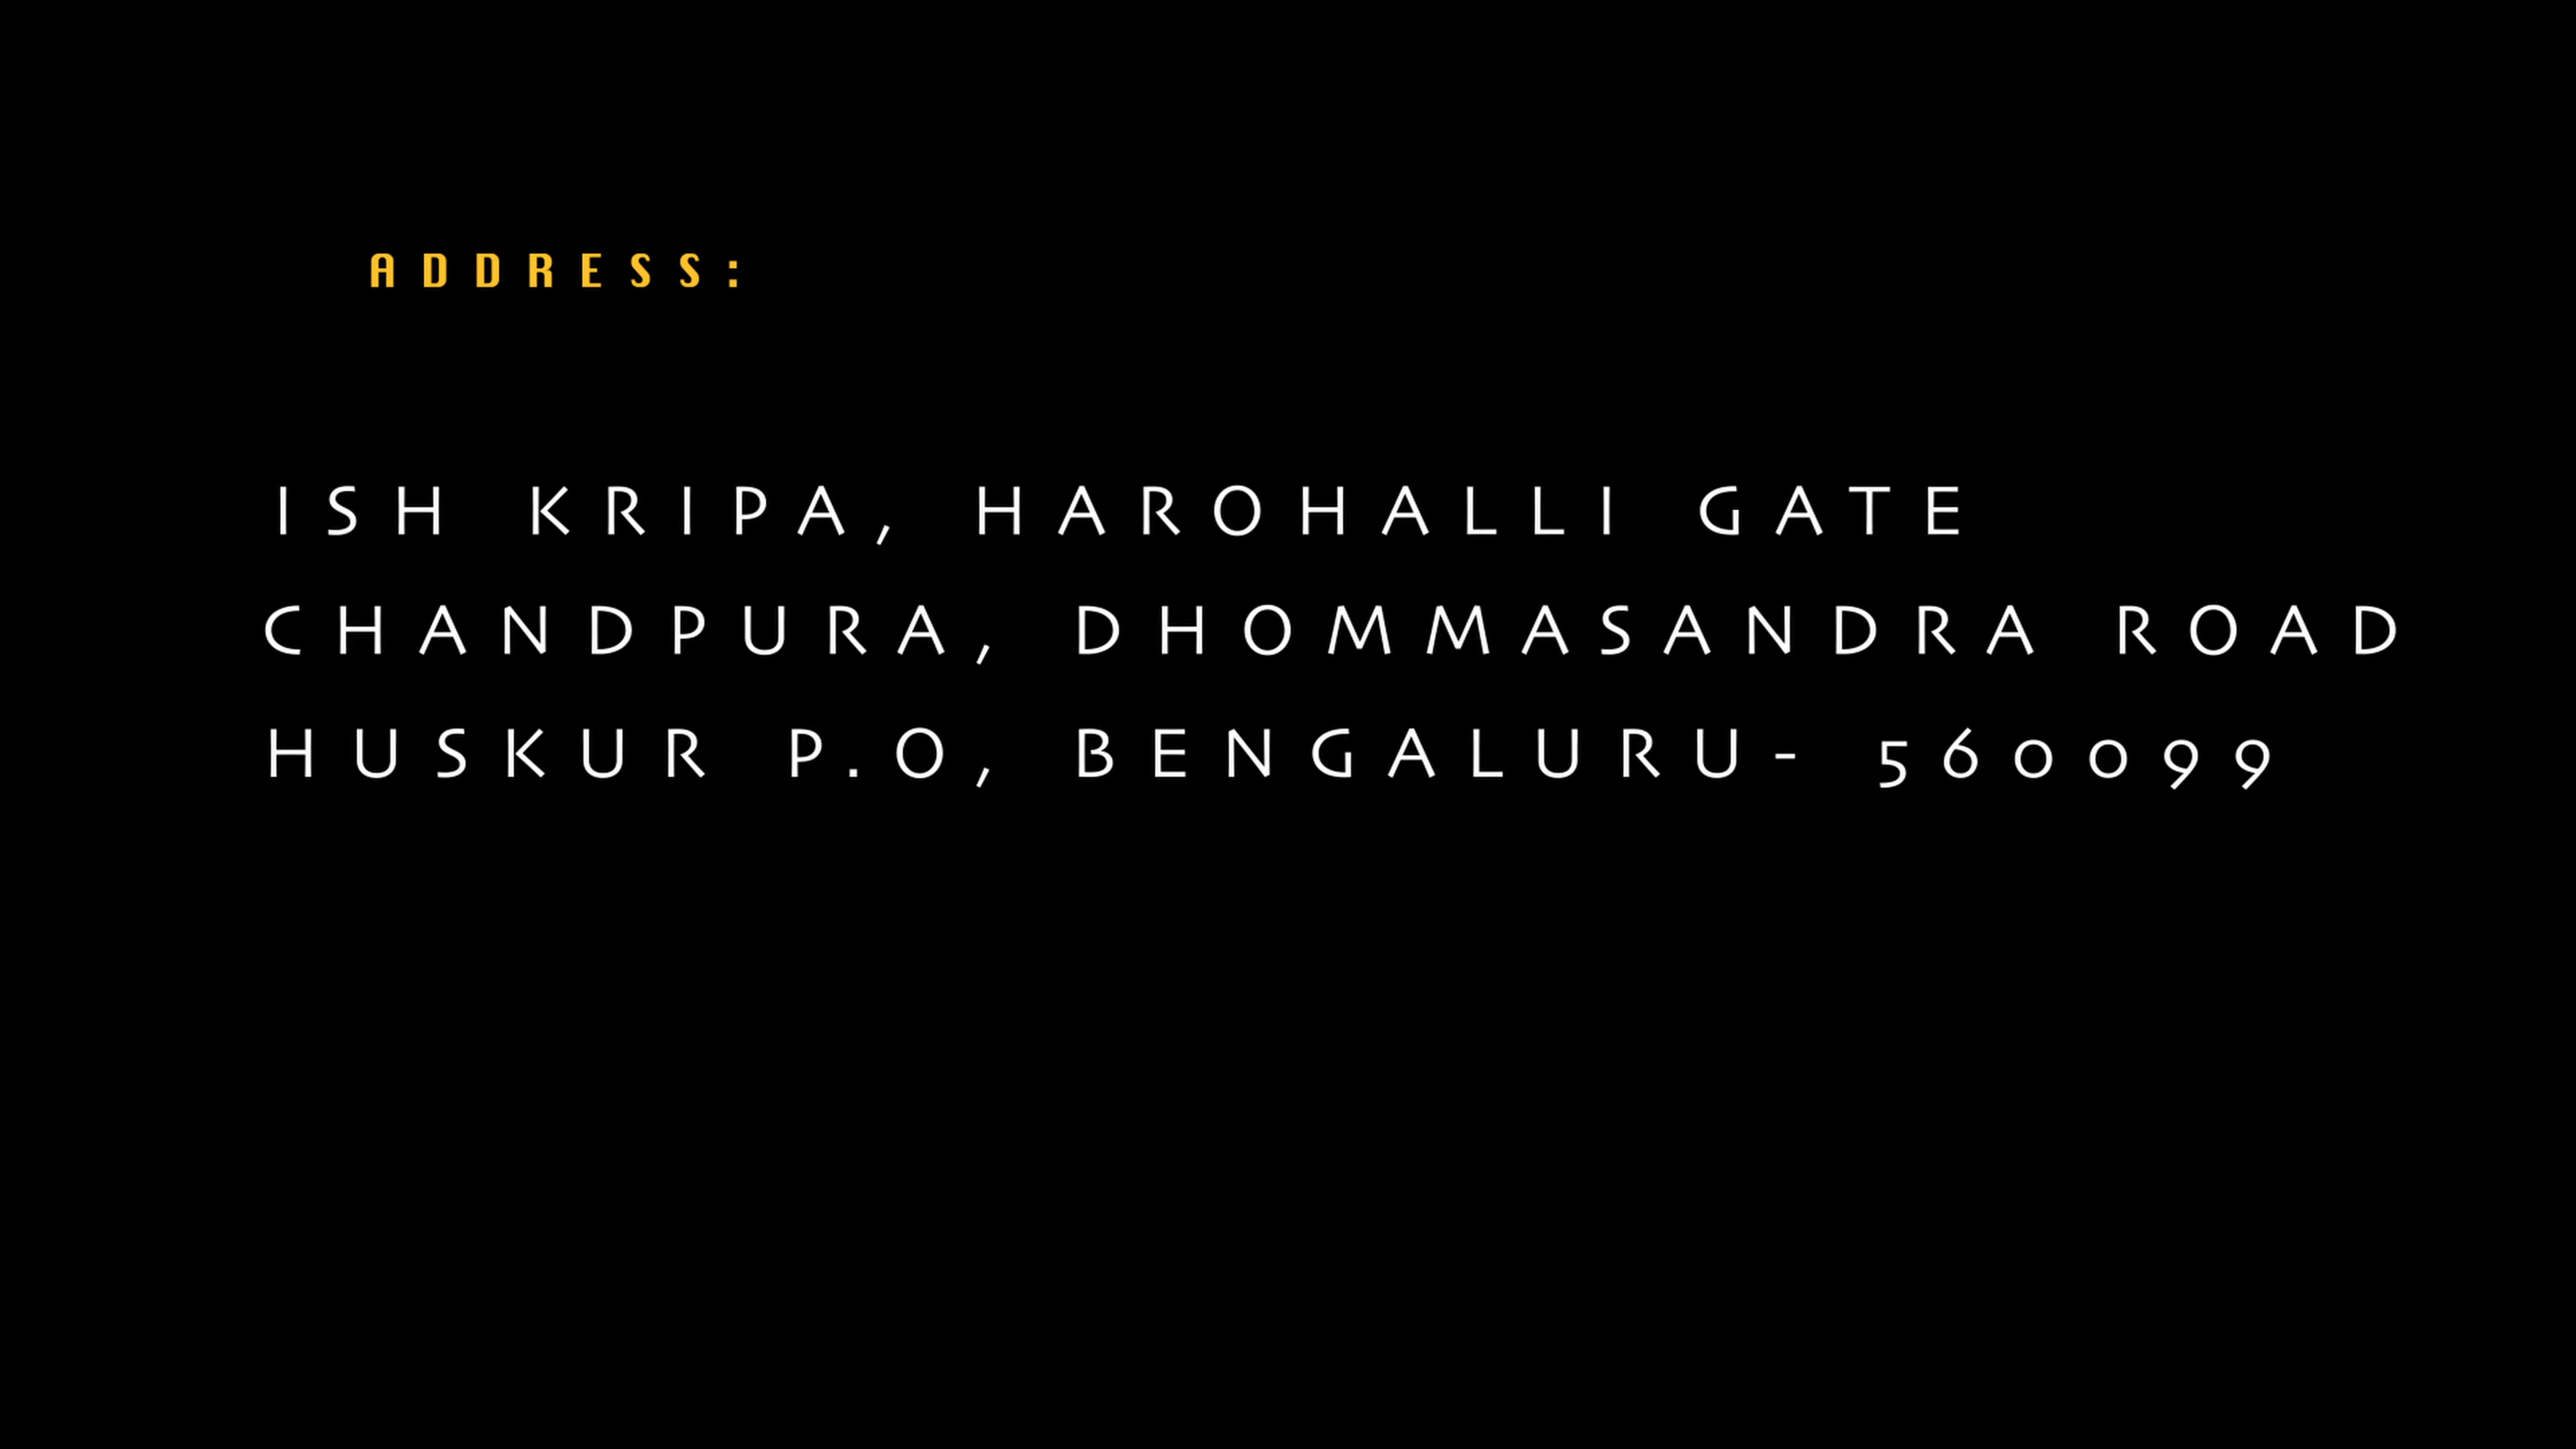 ADDRESS:
ISH KRIPA, HAROHALLI GATE
CHANDPURA, DHOMMASANDRA ROAD
HUSKUR P.O, BENGALURU- 560099